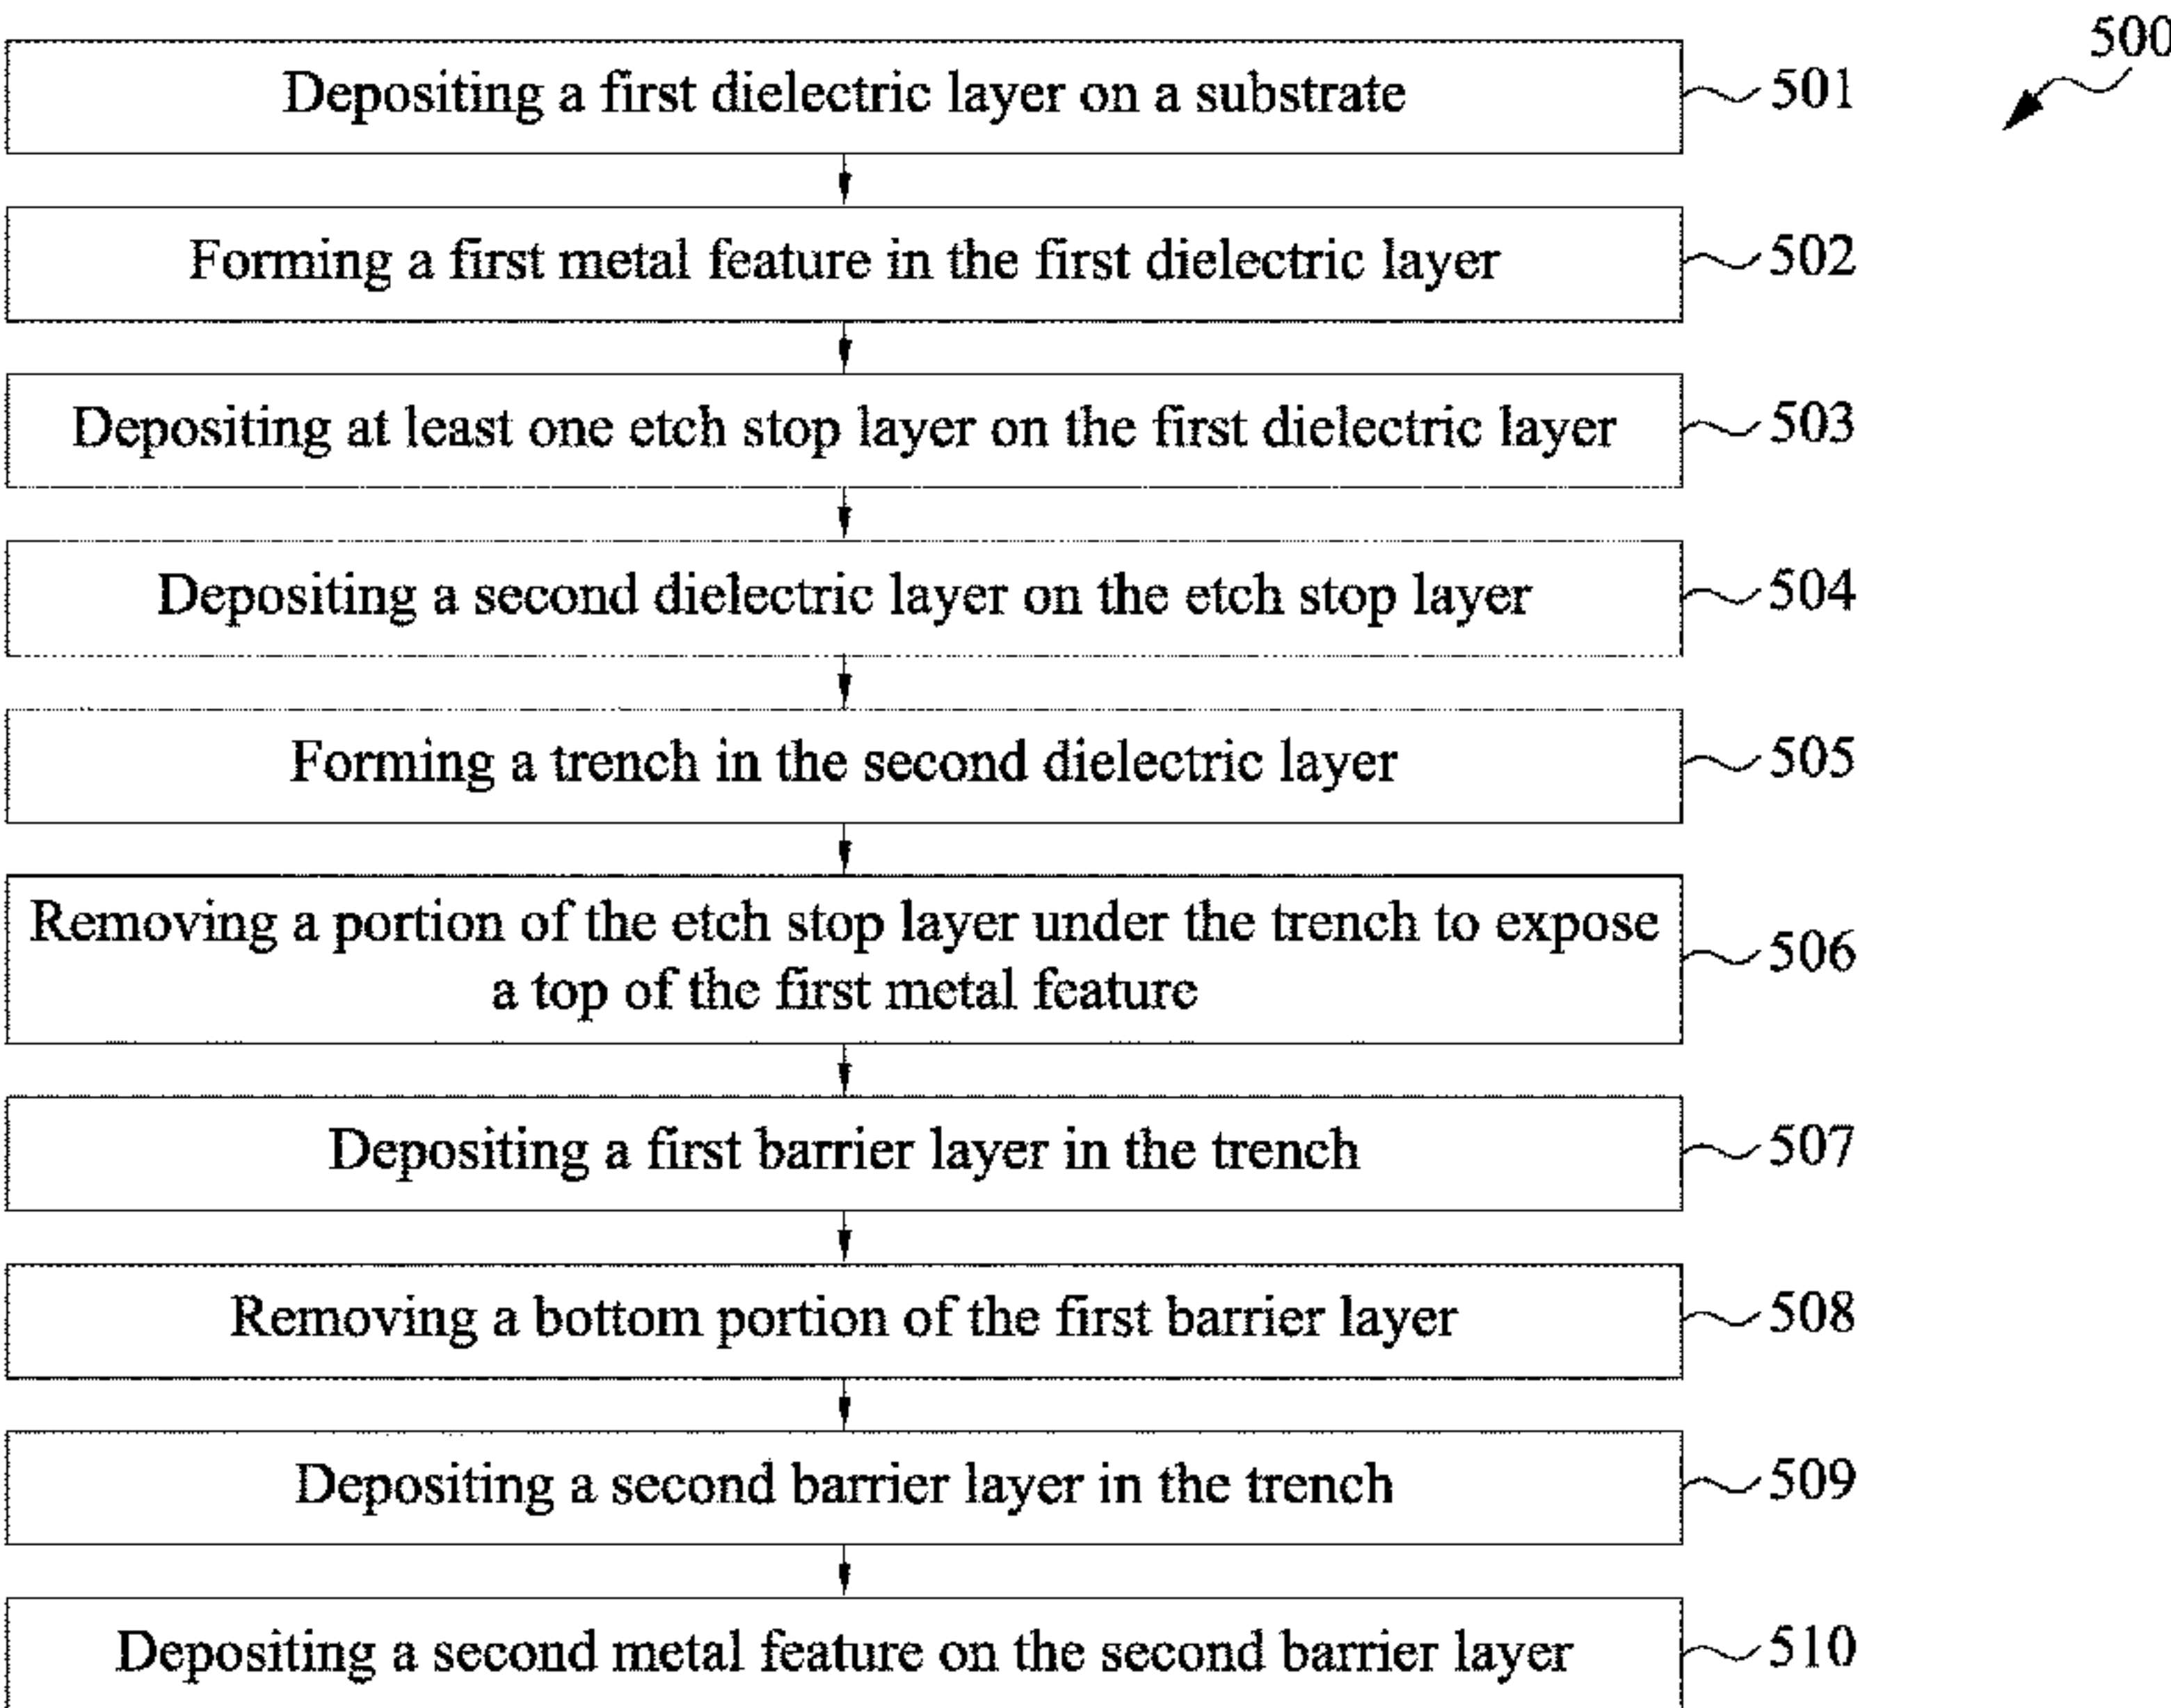 500
Depositing a first dielectric layer on a substrate 501
Forming a first metal feature in the first dielectric layer 502
Depositing at least one etch stop layer on the first dielectric layer 503
Depositing a second dielectric layer on the etch stop layer 504
Forming a trench in the second dielectric layer 505
Removing a portion of the etch stop layer under the trench to expose
a top of the first metal feature 506
Depositing a first barrier layer in the trench 507
Removing a bottom portion of the first barrier layer 508
Depositing a second barrier layer in the trench 509
Depositing a second metal feature on the second barrier layer 510